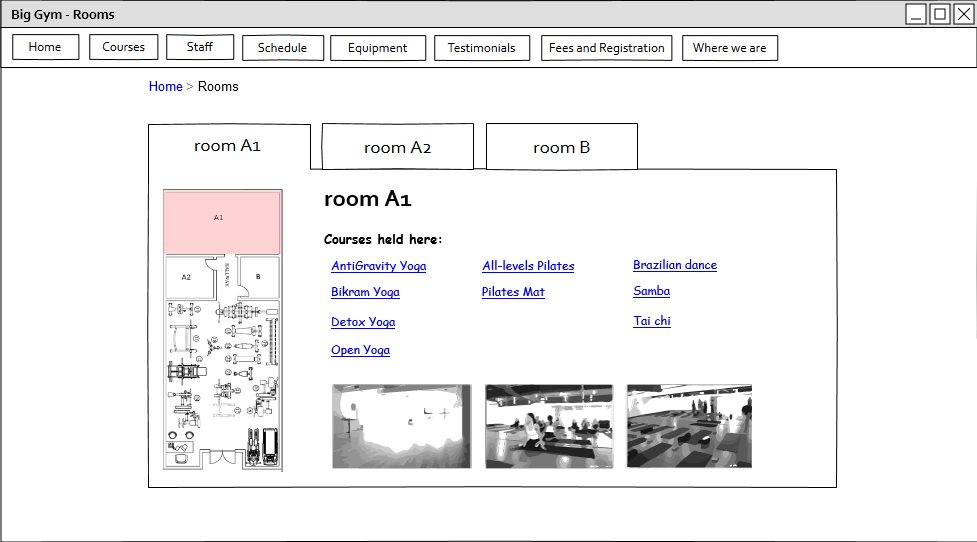 Big Gym - Rooms
Home Courses Staff Schedule Equipment Testimonials Fees and Registration Where we are
Home > Rooms
room A1 room A2 room B
room A1
Courses held here:
AntiGravity Yoga All-levels Pilates Brazilian dance
Bikram Yoga Pilates Mat Samba
Detox Yoga Tai chi
Open Yoga
A1
A2 HALLWAY B